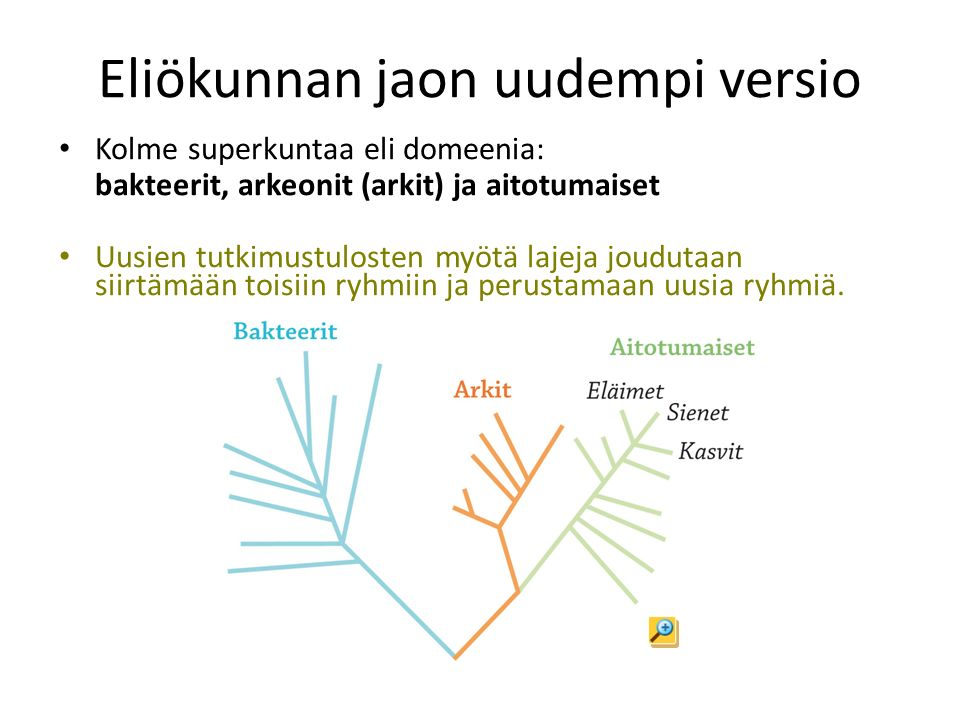 Eliökunnan jaon uudempi versio
• Kolme superkuntaa eli domeenia:
bakteerit, arkeonit (arkit) ja aitotumaiset
• Uusien tutkimustulosten myötä lajeja joudutaan
siirtämään toisiin ryhmiin ja perustamaan uusia ryhmiä.
Bakteerit
Aitotumaiset
Arkit
Eläimet
Sienet
Kasvit